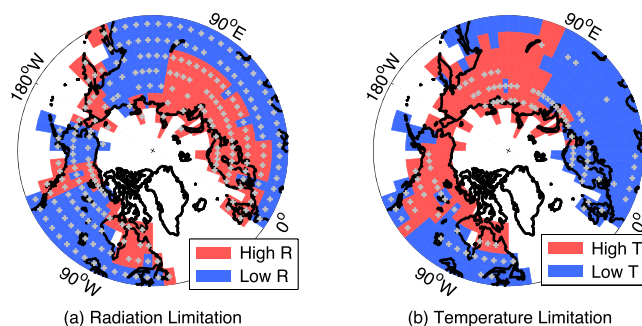 90°E
180°W
0°
90°W
High R
Low R
(a) Radiation Limitation
90°E
180°W
0°
90°W
High T
Low T
(b) Temperature Limitation